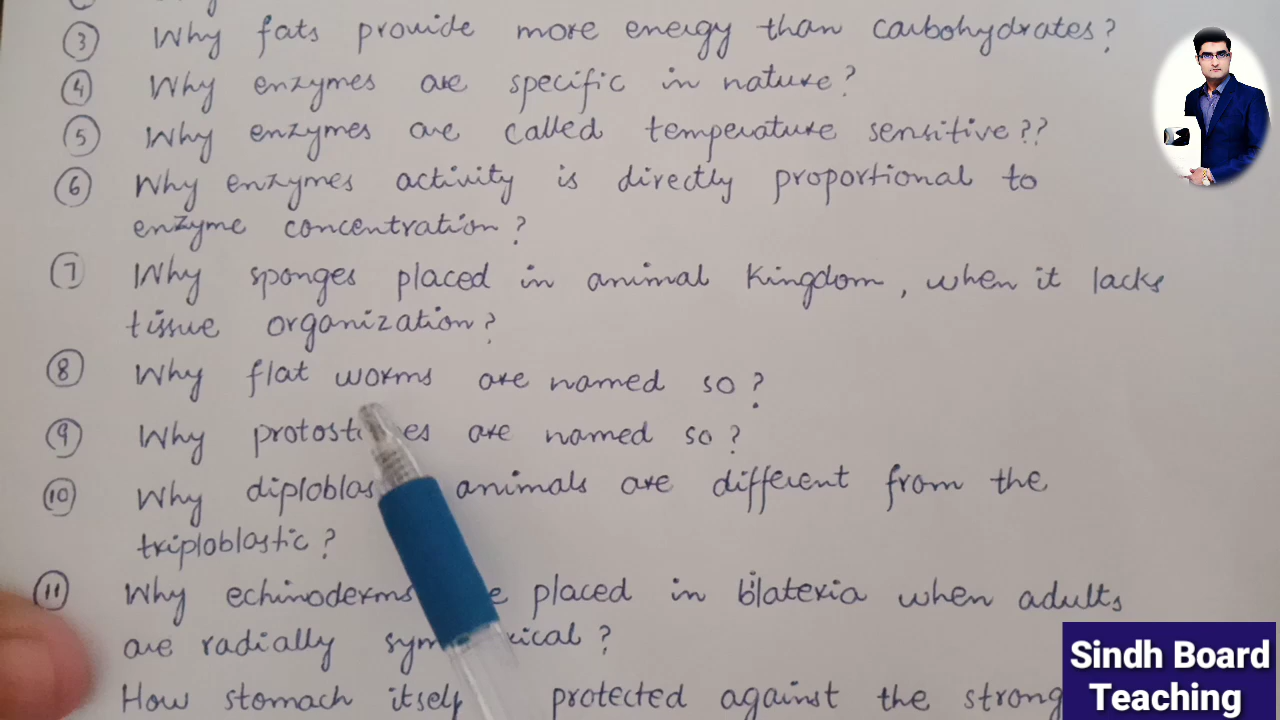 ③ Why fats provide more energy than carbohydrates?
④ Why enzymes are specific in nature?
⑤ Why enzymes are called temperature sensitive??
⑥ Why enzymes activity is directly proportional to
enzyme concentration?
⑦ Why sponges placed in animal kingdom, when it lacks
tissue organization?
⑧ Why flat worms are named so?
⑨ Why are named so?
⑩ Why animals are different from the
triploblastic?
⑪ Why echinoderms placed in bilateria when adults
are radially ?
How stomach itself protected against the strong
Sindh Board
Teaching